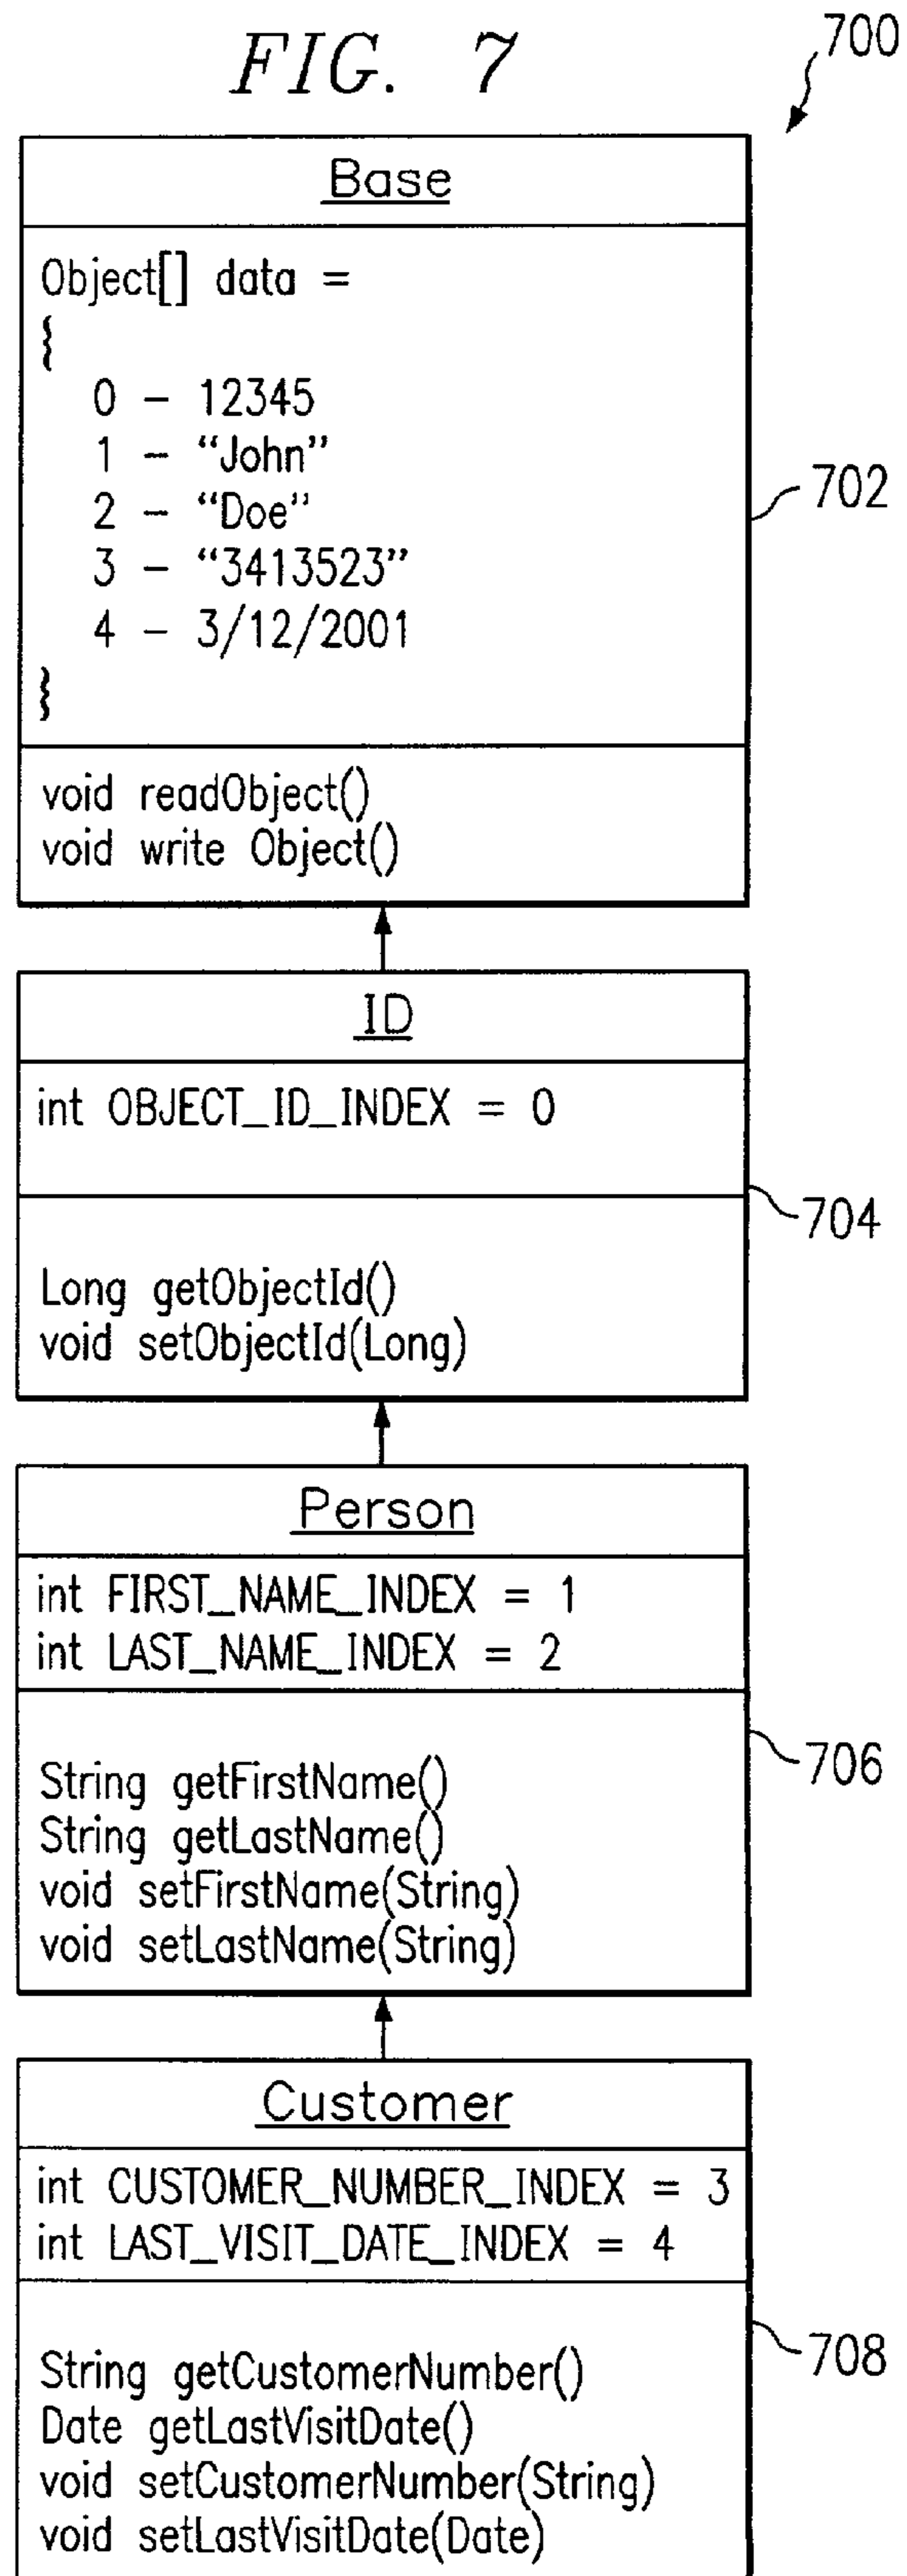 FIG. 7
700
Base
Object[] data =
{
0 – 12345
1 – “John”
2 – “Doe”
3 – “3413523”
4 – 3/12/2001
}
702
void readObject()
void write Object()
ID
int OBJECT_ID_INDEX = 0
704
Long getObjectId()
void setObjectId(Long)
Person
int FIRST_NAME_INDEX = 1
int LAST_NAME_INDEX = 2
706
String getFirstName()
String getLastName()
void setFirstName(String)
void setLastName(String)
Customer
int CUSTOMER_NUMBER_INDEX = 3
int LAST_VISIT_DATE_INDEX = 4
708
String getCustomerNumber()
Date getLastVisitDate()
void setCustomerNumber(String)
void setLastVisitDate(Date)